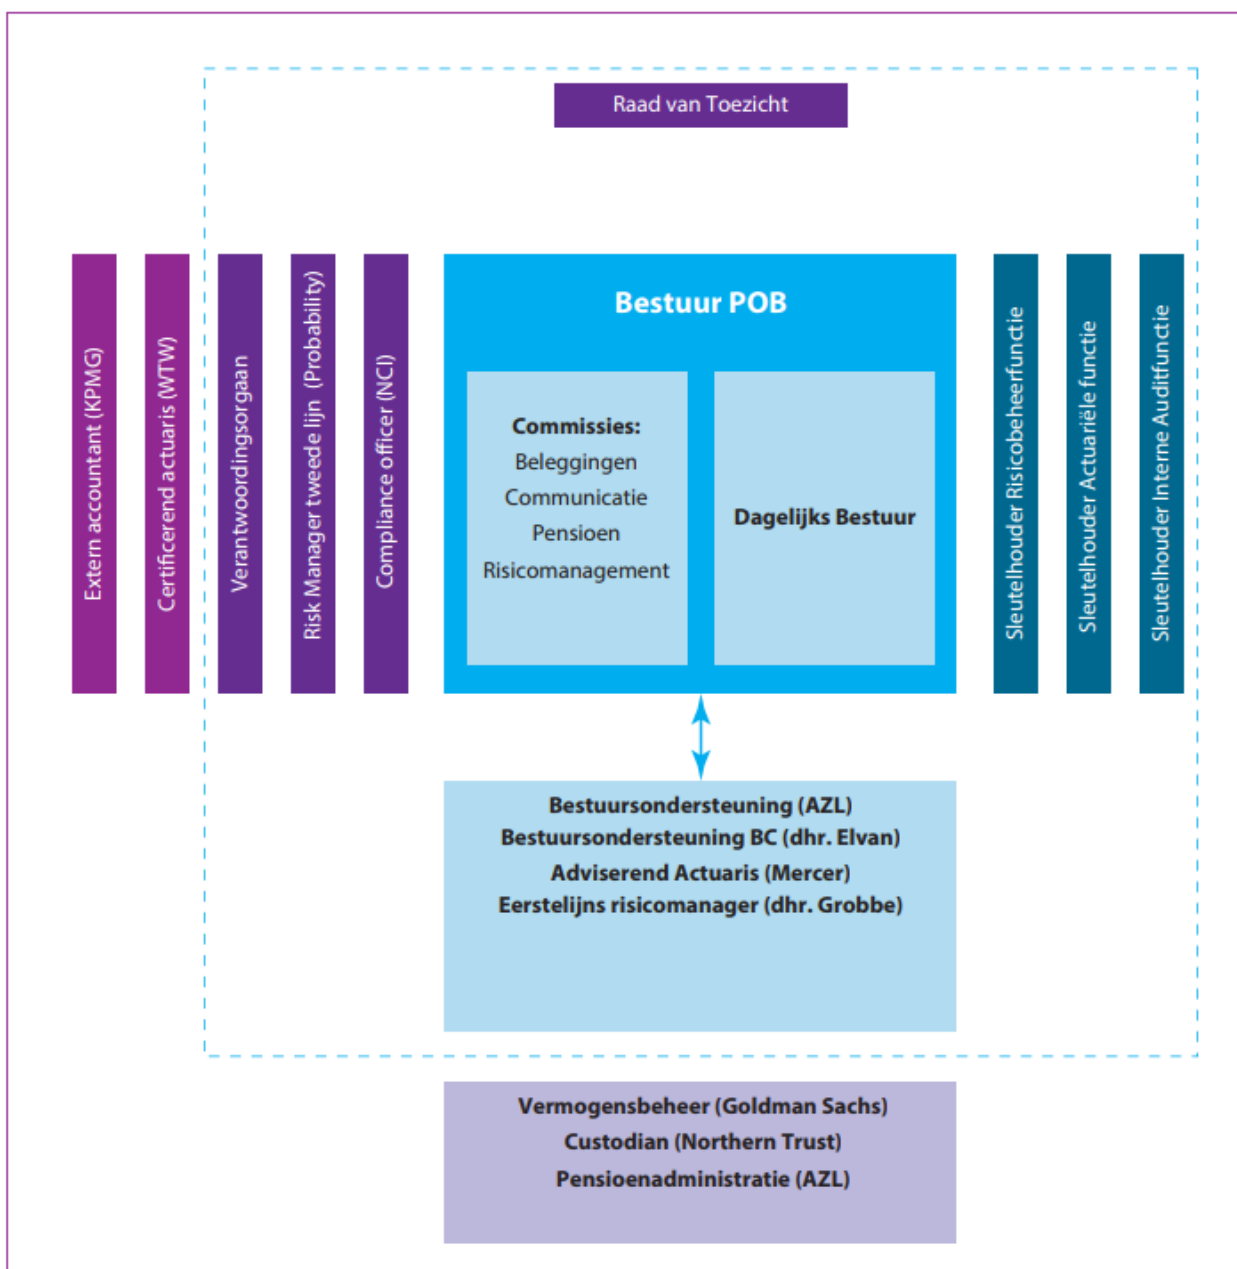 Raad van Toezicht
Extern accountant (KPMG)
Certificerend actuaris (WTW)
Verantwoordingsorgaan
Risk Manager tweede lijn  (Probability)
Compliance officer (NCI)
Bestuur POB
Commissies:
Beleggingen
Communicatie
Pensioen
Risicomanagement
Dagelijks Bestuur
Sleutelhouder Risicobeheerfunctie
Sleutelhouder Actuariële functie
Sleutelhouder Interne Auditfunctie
Bestuursondersteuning (AZL)
Bestuursondersteuning BC (dhr. Elvan)
Adviserend Actuaris (Mercer)
Eerstelijns risicomanager (dhr. Grobbe)
Vermogensbeheer (Goldman Sachs)
Custodian (Northern Trust)
Pensioenadministratie (AZL)